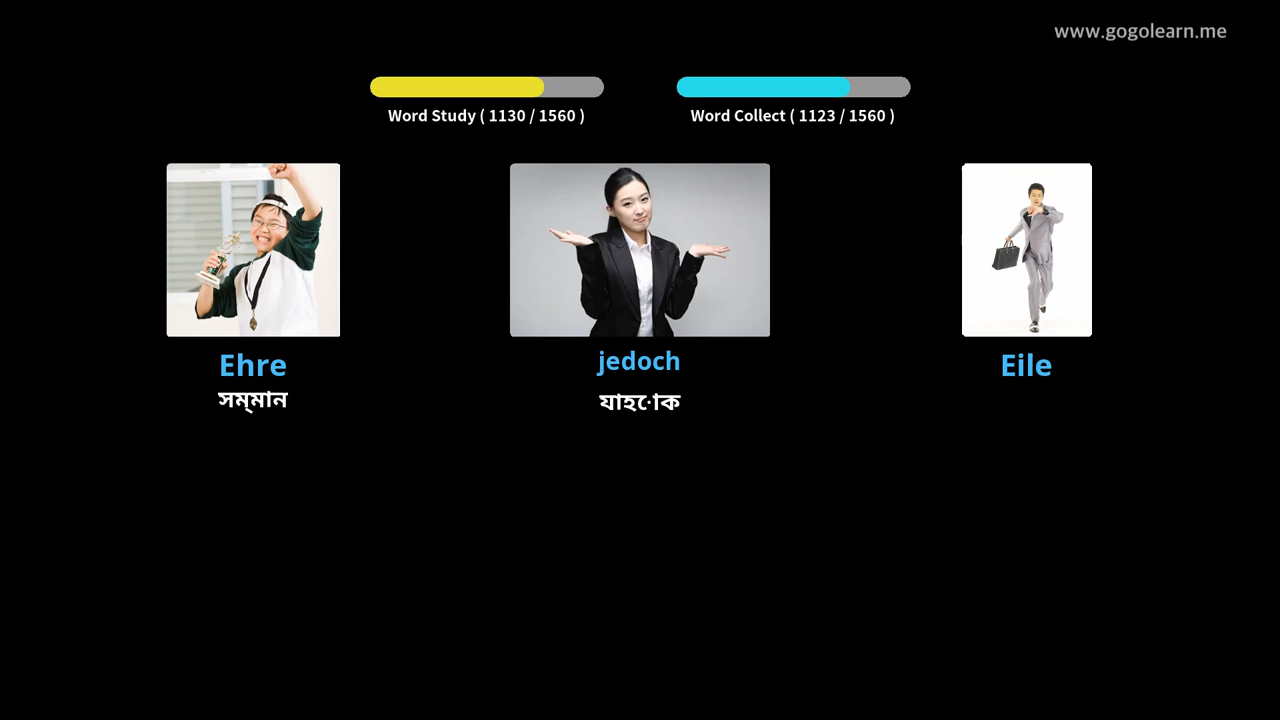 www.gogolearn.me
Word Study ( 1130 / 1560 )
Word Collect ( 1123 / 1560 )
Ehre
সম্মান
jedoch
যাহোক
Eile